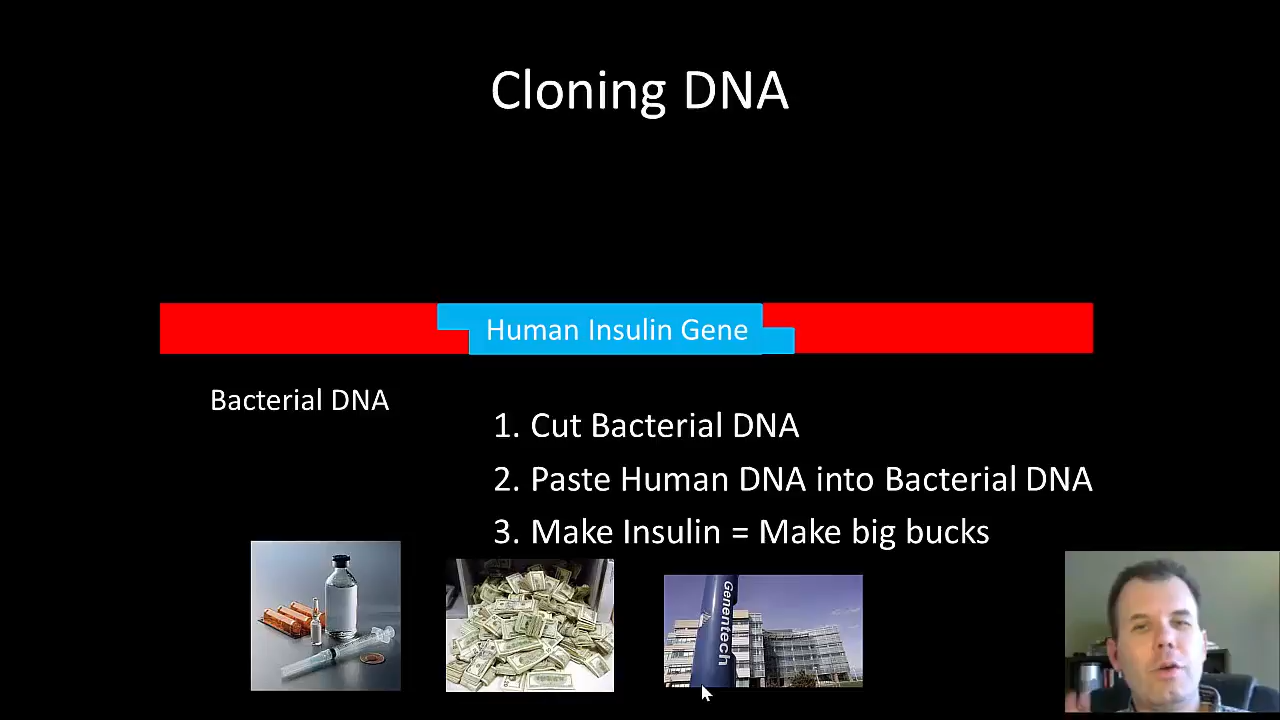 Cloning DNA
Human Insulin Gene
Bacterial DNA
1. Cut Bacterial DNA
2. Paste Human DNA into Bacterial DNA
3. Make Insulin = Make big bucks
Genentech